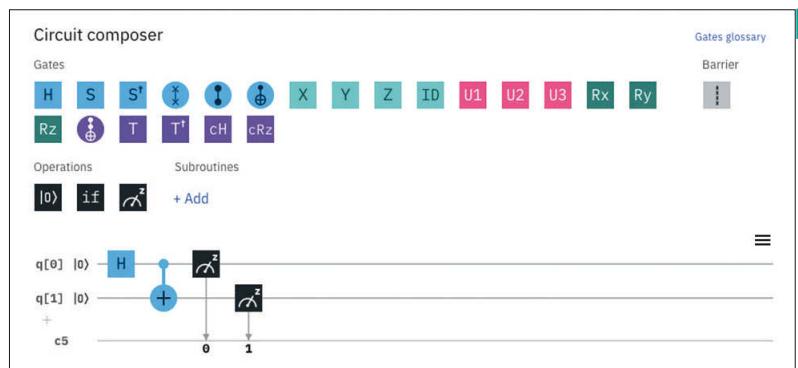 Circuit composer
Gates glossary
Gates
Barrier
H S S† X Y Z ID U1 U2 U3 Rx Ry
Rz T T† cH cRz
Operations Subroutines
|0⟩ if z + Add
q[0] |0⟩ H z
q[1] |0⟩ + z
+
c5
0 1